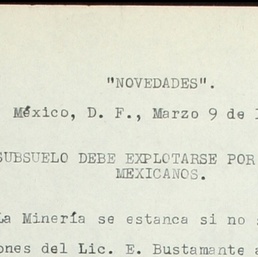 "NOVEDADES".
México, D. F., Marzo 9 de
SUBSUELO DEBE EXPLOTARSE POR
MEXICANOS.
La Minería se estanca si no
ones del Lic. E. Bustamante a